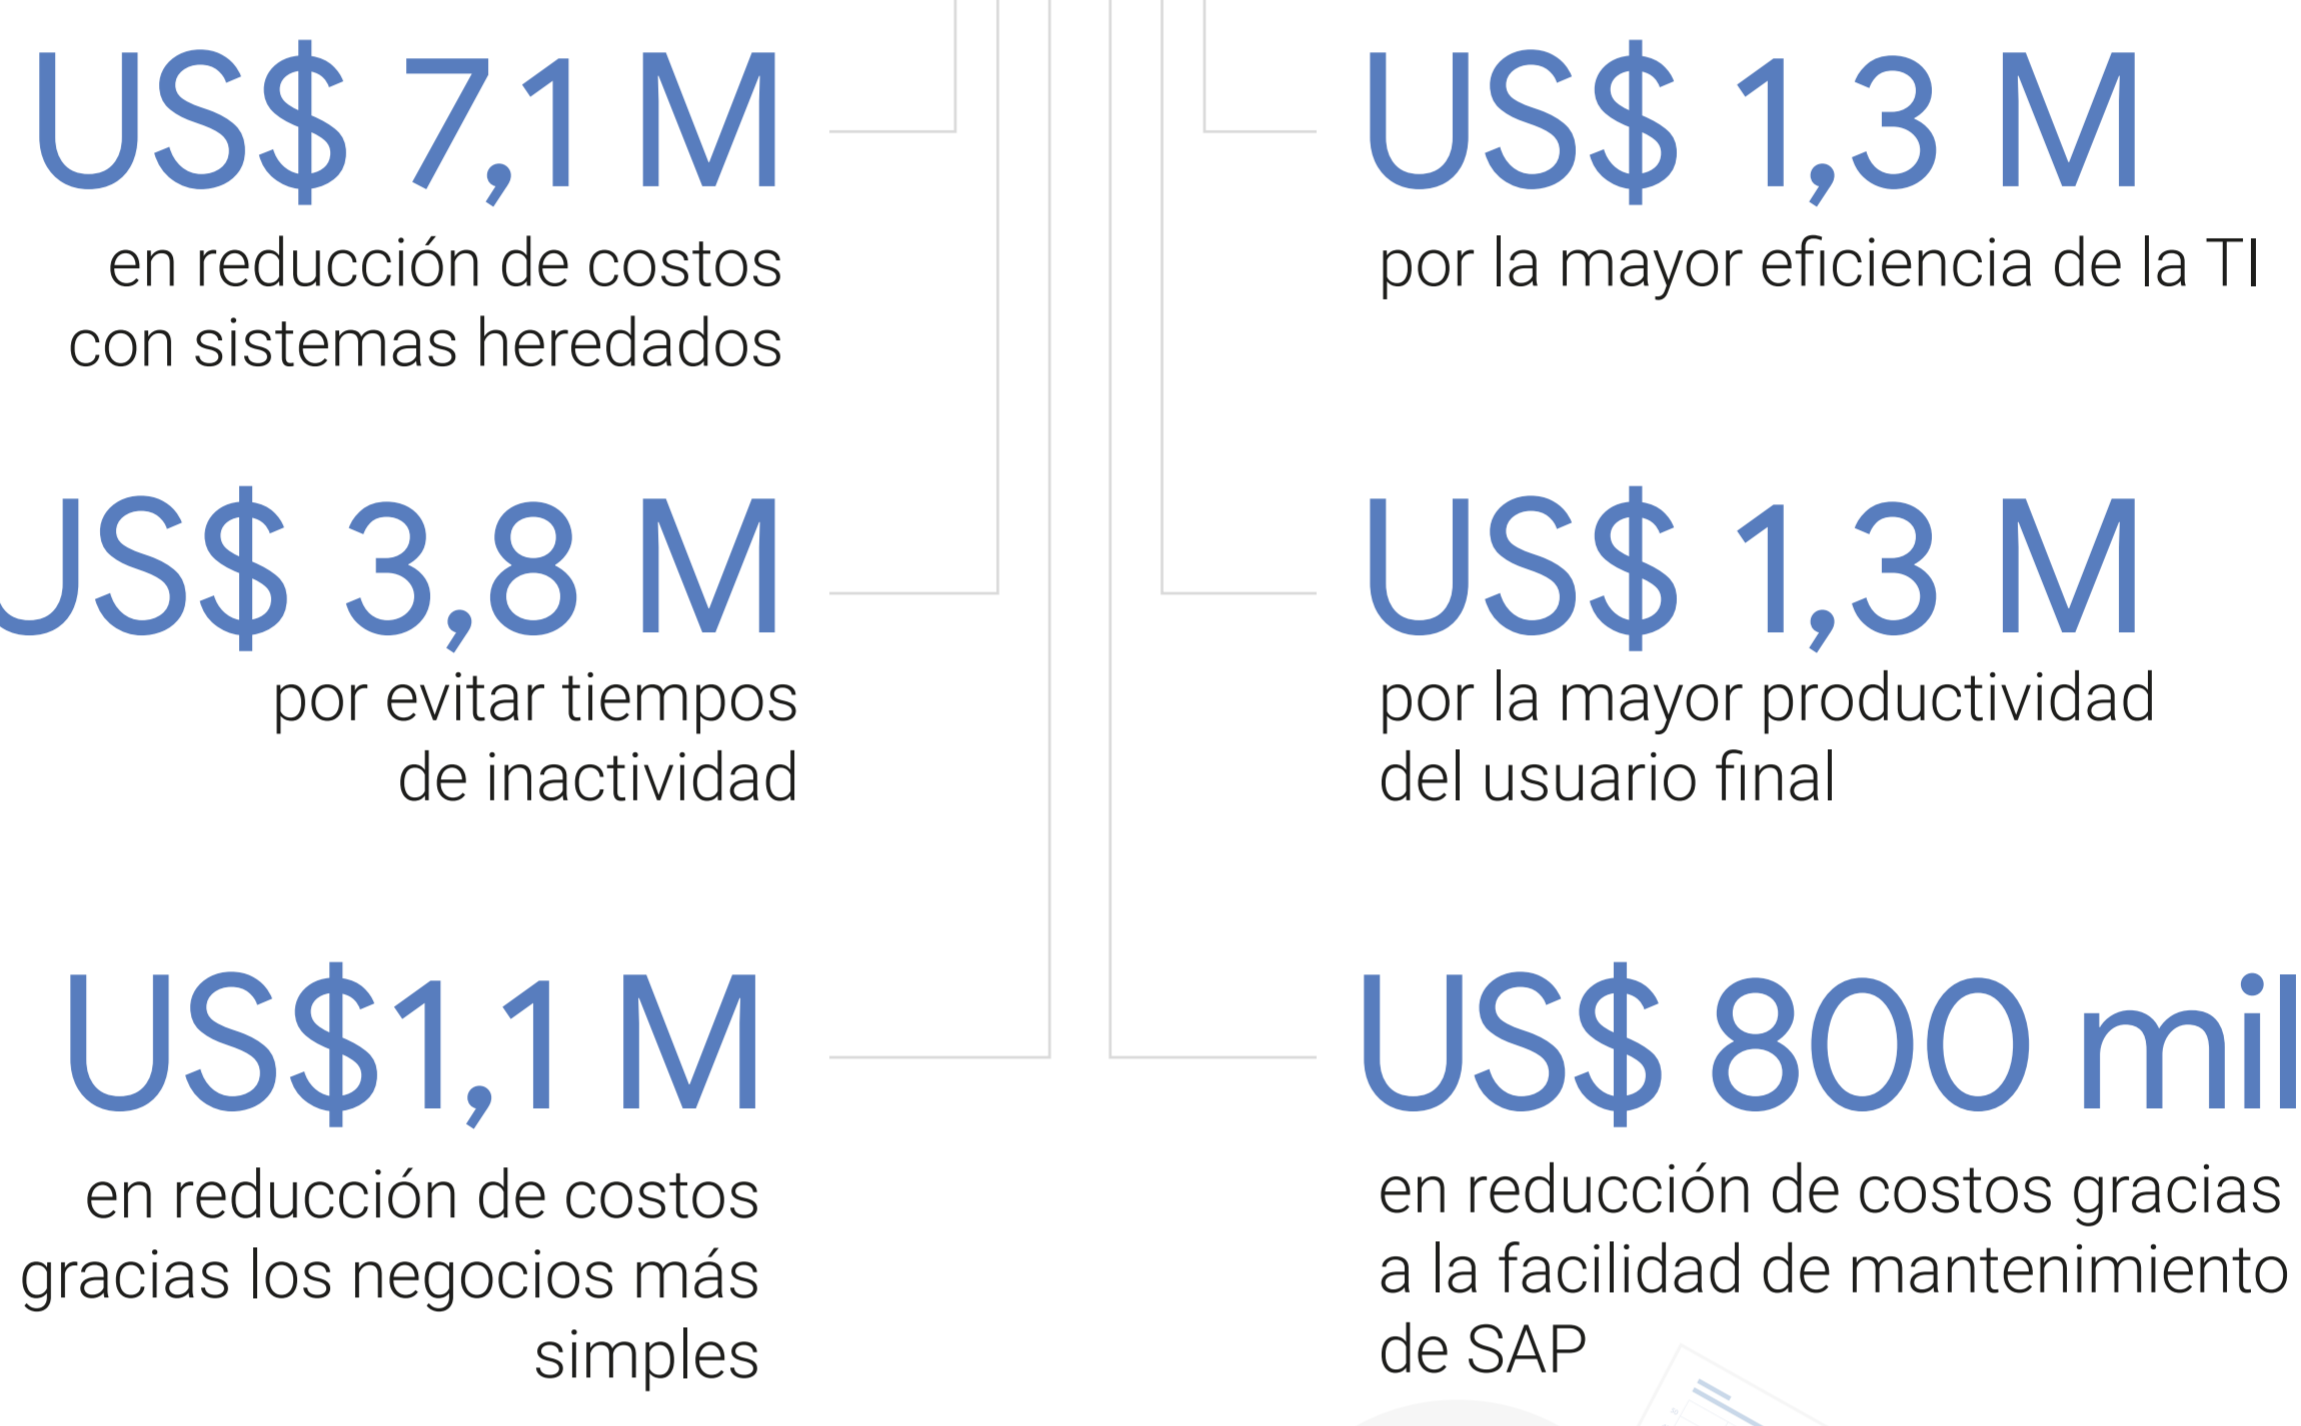 US$ 7,1 M
en reducción de costos
con sistemas heredados
US$ 1,3 M
por la mayor eficiencia de la TI
US$ 3,8 M
por evitar tiempos
de inactividad
US$ 1,3 M
por la mayor productividad
del usuario final
US$1,1 M
en reducción de costos
gracias los negocios más
simples
US$ 800 mil
en reducción de costos gracias
a la facilidad de mantenimiento
de SAP